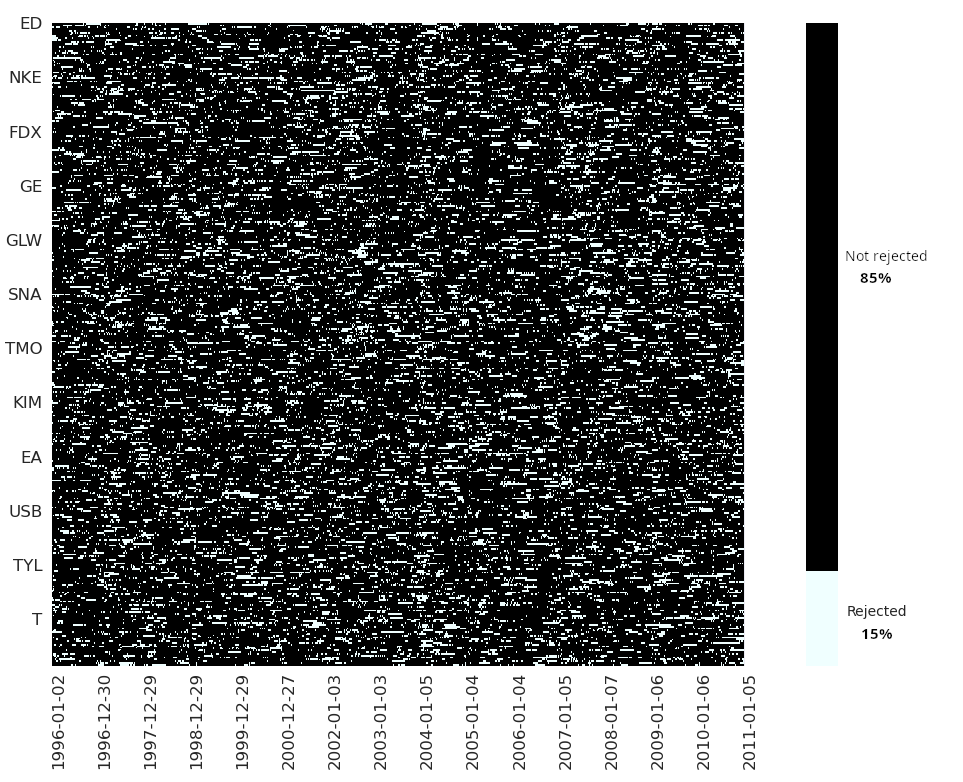 ED
NKE
FDX
GE
GLW
SNA
TMO
KIM
EA
USB
TYL
T
1996-01-02
1996-12-30
1997-12-29
1998-12-29
1999-12-29
2000-12-27
2002-01-03
2003-01-03
2004-01-05
2005-01-04
2006-01-04
2007-01-05
2008-01-07
2009-01-06
2010-01-06
2011-01-05
Not rejected
85%
Rejected
15%